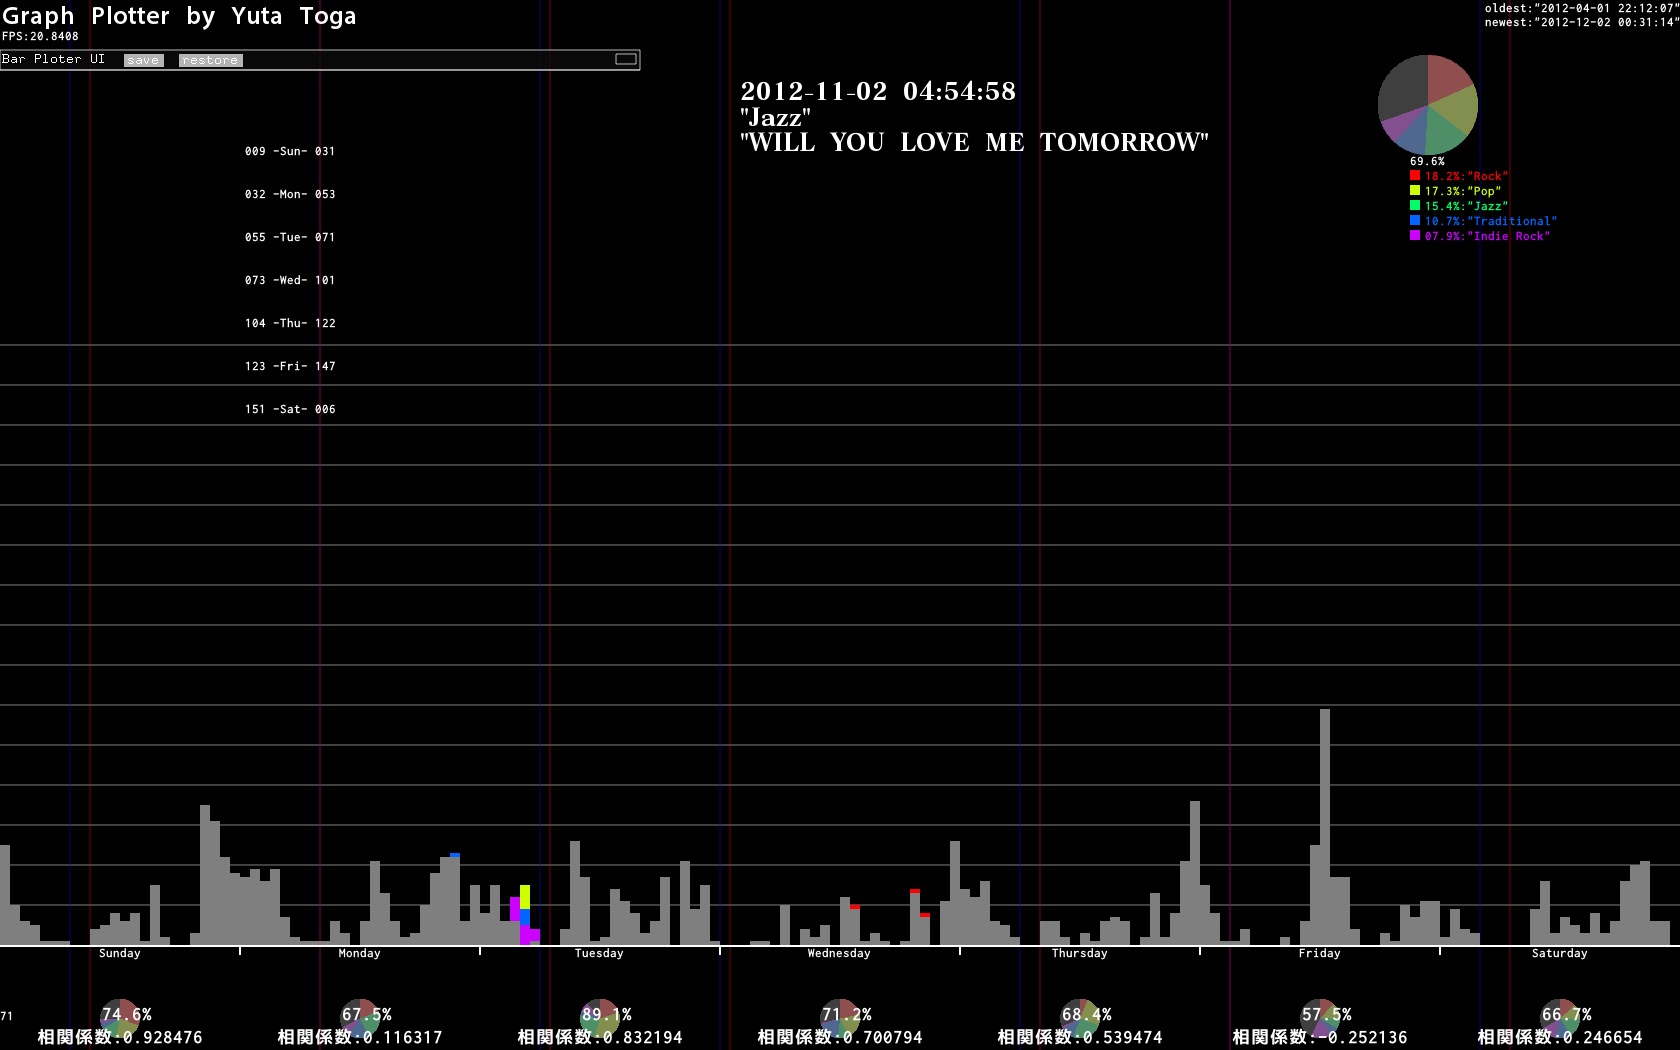 Graph Plotter by Yuta Toga
FPS:20.8408
oldest:"2012-04-01 22:12:07"
newest:"2012-12-02 00:31:14"
Bar Ploter UI save restore
2012-11-02 04:54:58
"Jazz"
"WILL YOU LOVE ME TOMORROW"
69.6%
18.2%:"Rock"
17.3%:"Pop"
15.4%:"Jazz"
10.7%:"Traditional"
07.9%:"Indie Rock"
009 -Sun- 031
032 -Mon- 053
055 -Tue- 071
073 -Wed- 101
104 -Thu- 122
123 -Fri- 147
151 -Sat- 006
Sunday Monday Tuesday Wednesday Thursday Friday Saturday
71 74.6% 67.5% 89.1% 71.2% 68.4% 57.5% 66.7%
相関係数:0.928476 相関係数:0.116317 相関係数:0.832194 相関係数:0.700794 相関係数:0.539474 相関係数:-0.252136 相関係数:0.246654